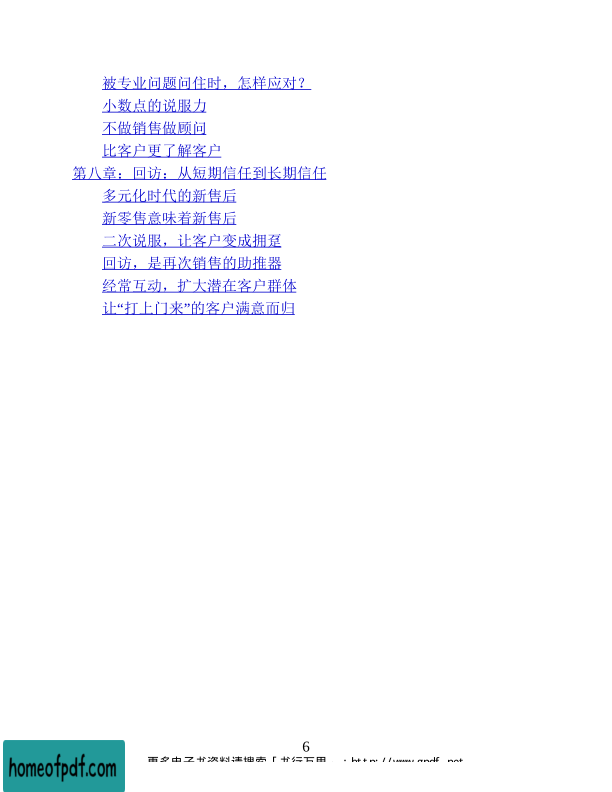 被专业问题问住时，怎样应对？
小数点的说服力
不做销售做顾问
比客户更了解客户
第八章：回访：从短期信任到长期信任
多元化时代的新售后
新零售意味着新售后
二次说服，让客户变成拥趸
回访，是再次销售的助推器
经常互动，扩大潜在客户群体
让“打上门来”的客户满意而归
6
更多电子书资料请搜索「书行万里
homeofpdf.com